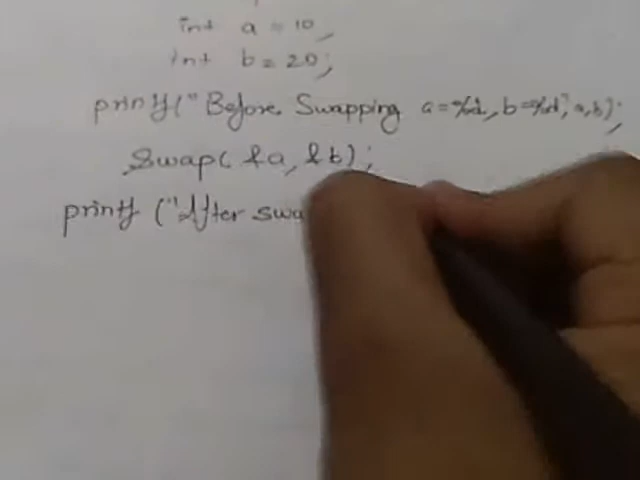 int a = 10,
int b = 20;
printf(" Before Swapping a=%d, b=%d", a, b);
Swap( &a, &b);
printf ("After swa